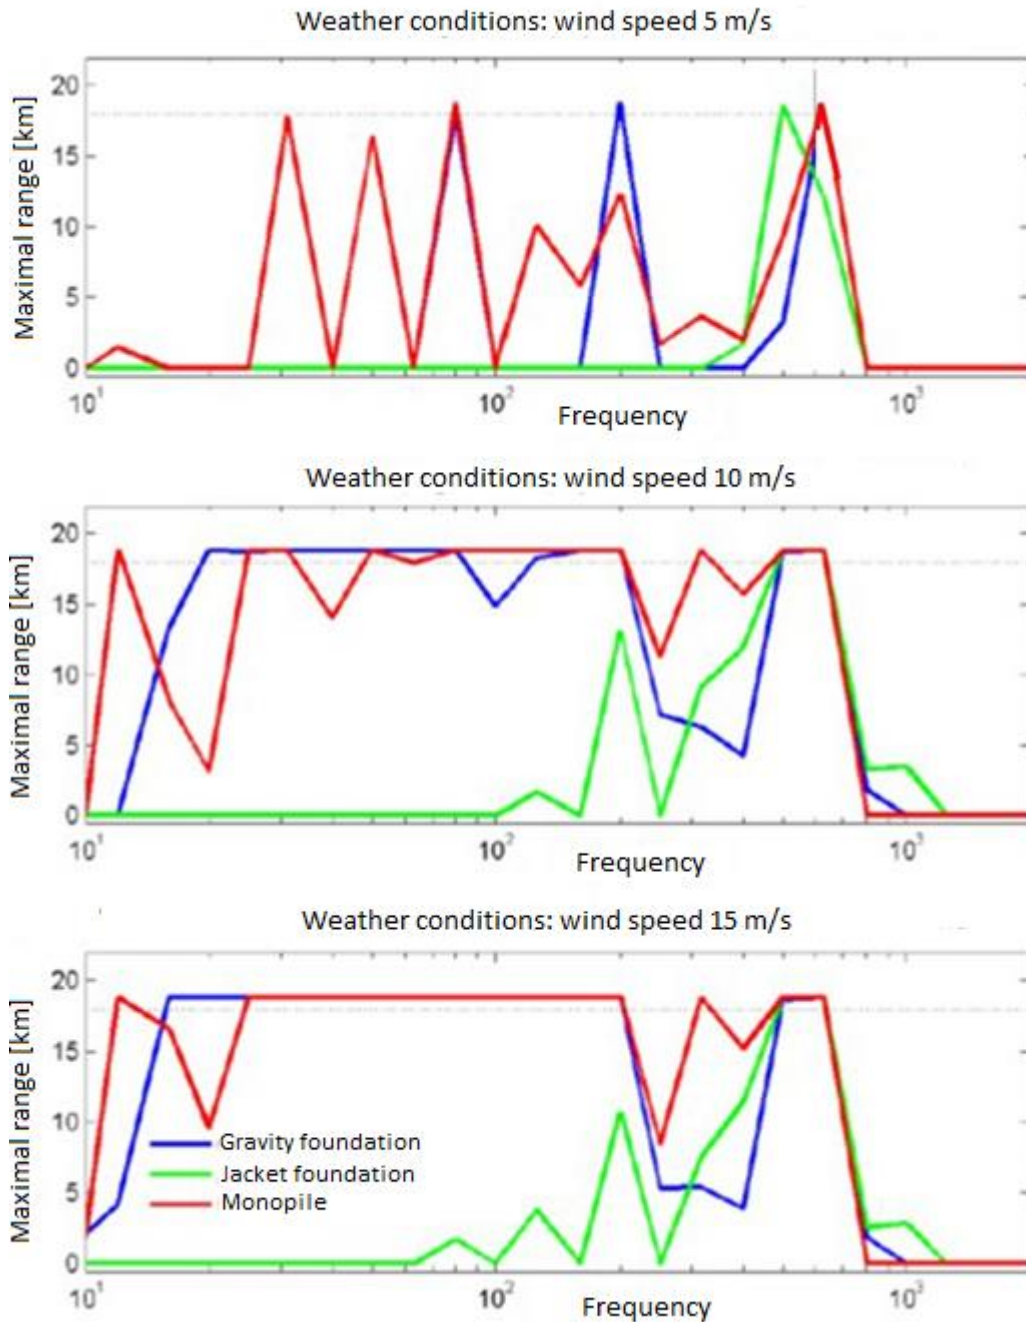 Weather conditions: wind speed 5 m/s
Maximal range [km]
20
15
10
5
0
10¹
10²
10³
Frequency
Weather conditions: wind speed 10 m/s
Maximal range [km]
20
15
10
5
0
10¹
10²
10³
Frequency
Weather conditions: wind speed 15 m/s
Maximal range [km]
20
15
10
5
0
Gravity foundation
Jacket foundation
Monopile
10¹
10²
10³
Frequency